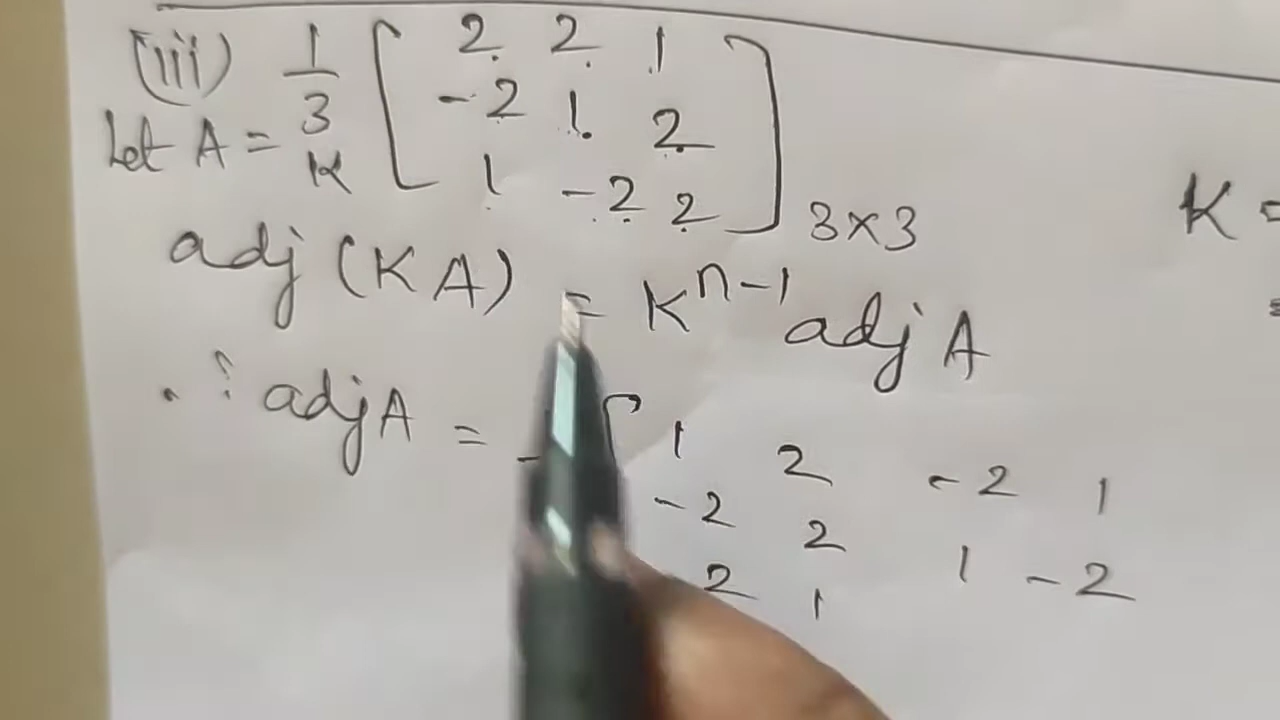 (iii) 1/3 [ 2 2 1
-2 1 2
Let A = K
1 -2 2 ] 3×3
K =
adj (KA) = K^n-1 adj A
∴ adj A = [ 1 2 -2 1
-2 2 1 -2
2 1